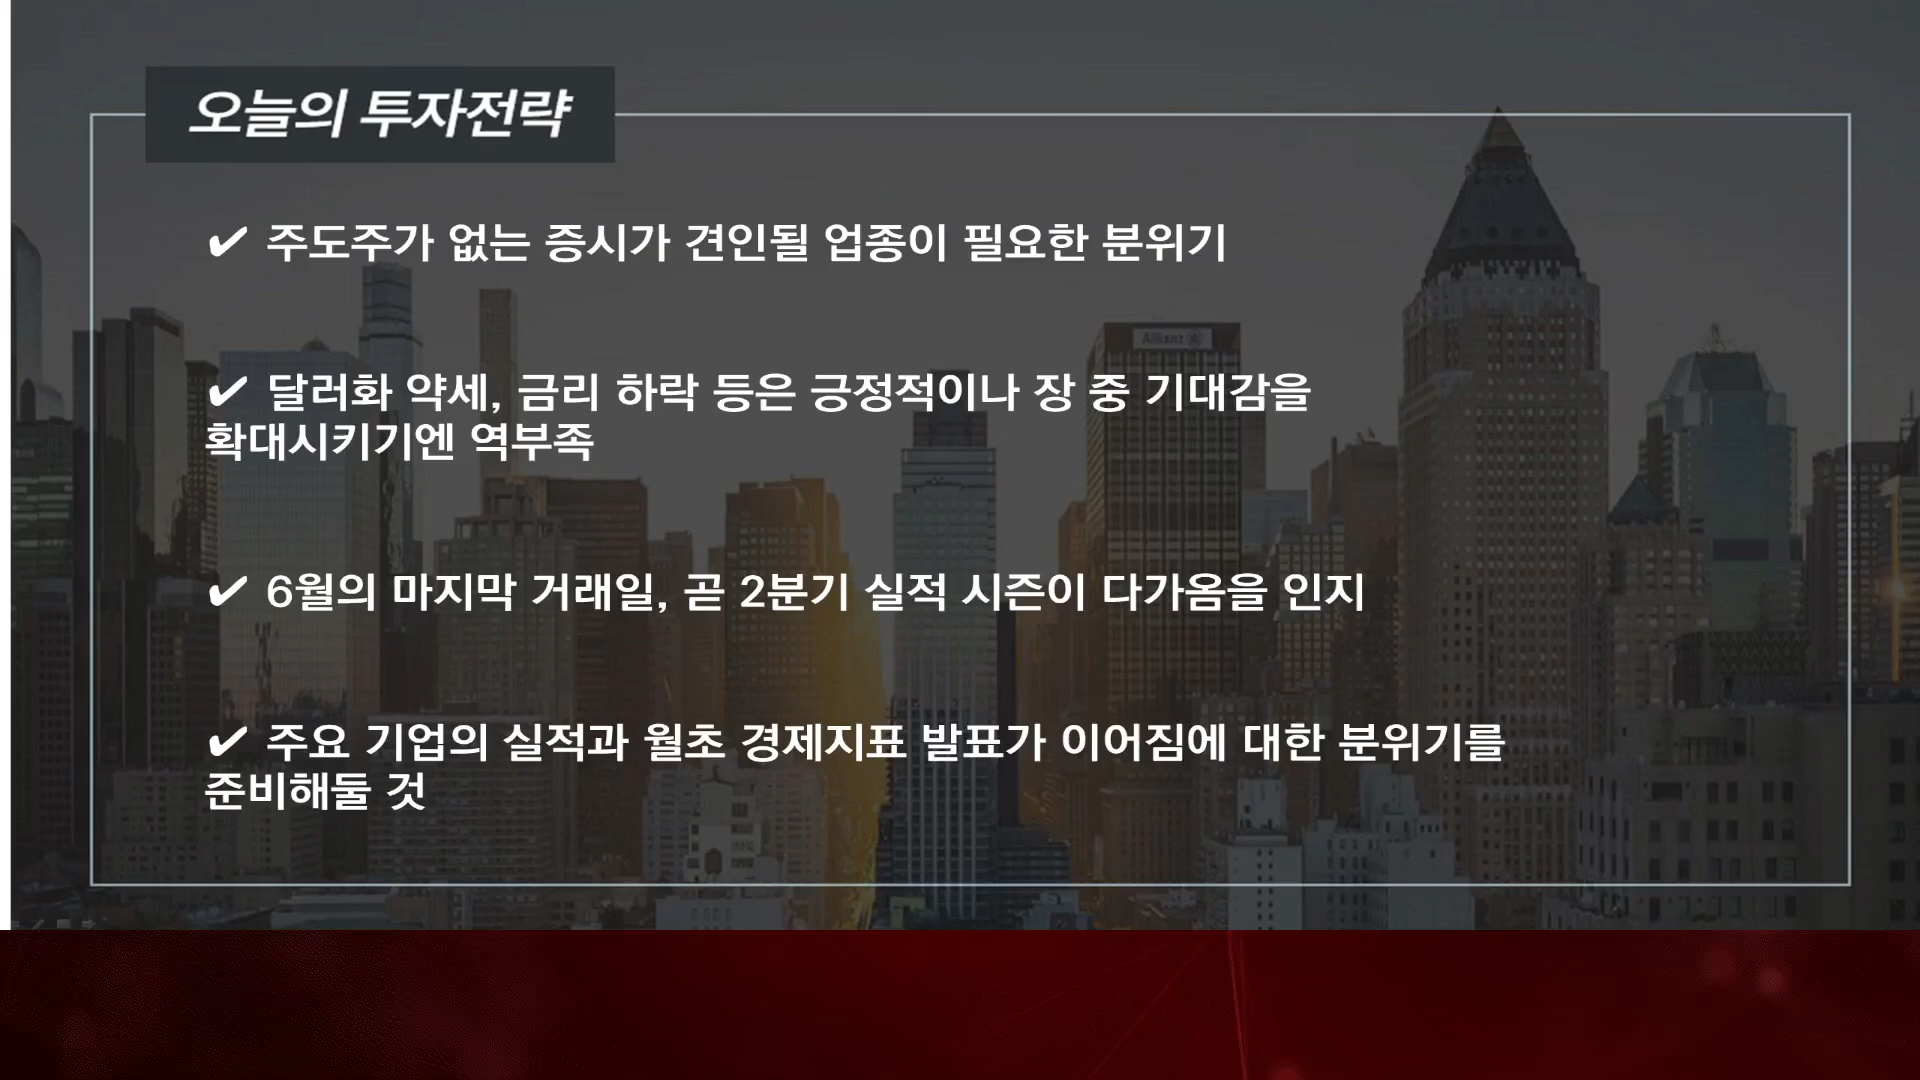 오늘의 투자전략
✔ 주도주가 없는 증시가 견인될 업종이 필요한 분위기
✔ 달러화 약세, 금리 하락 등은 긍정적이나 장 중 기대감을
확대시키기엔 역부족
✔ 6월의 마지막 거래일, 곧 2분기 실적 시즌이 다가옴을 인지
✔ 주요 기업의 실적과 월초 경제지표 발표가 이어짐에 대한 분위기를
준비해둘 것
Allianz